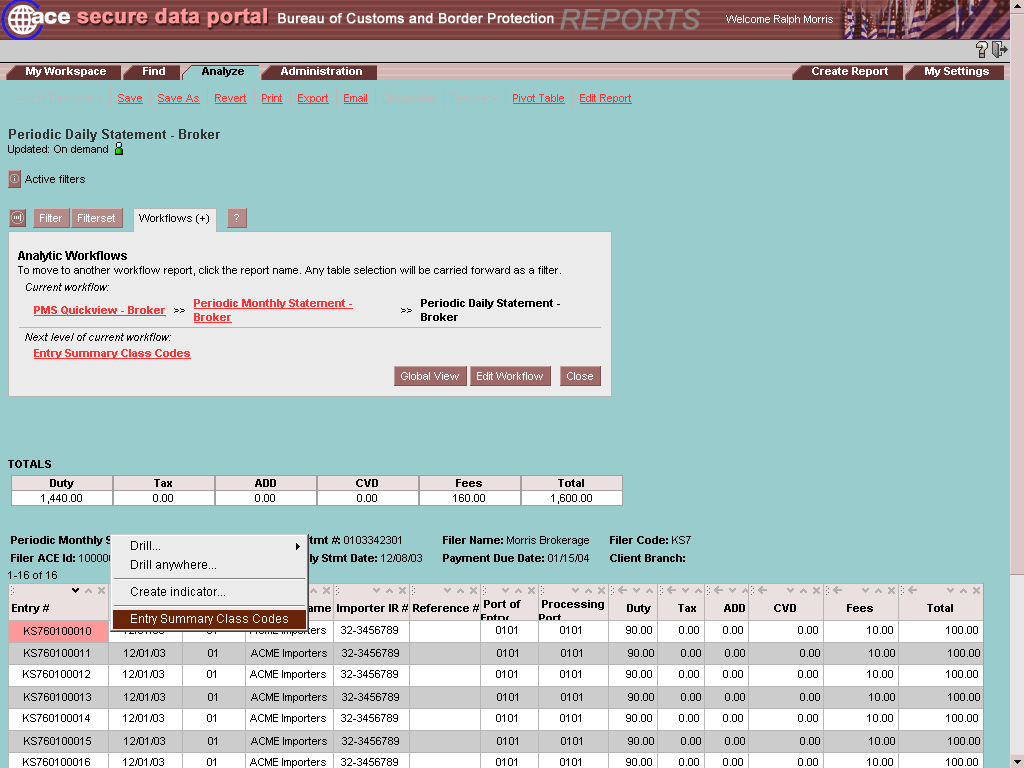 ace secure data portal Bureau of Customs and Border Protection REPORTS Welcome Ralph Morris
?
My Workspace Find Analyze Administration Create Report My Settings
Save Save As Revert Print Export Email Pivot Table Edit Report
Periodic Daily Statement - Broker
Updated: On demand
Active filters
Filter Filterset Workflows (+) ?
Analytic Workflows
To move to another workflow report, click the report name. Any table selection will be carried forward as a filter.
Current workflow:
PMS Quickview - Broker >> Periodic Monthly Statement - Broker >> Periodic Daily Statement - Broker
Next level of current workflow:
Entry Summary Class Codes
Global View Edit Workflow Close
TOTALS
Duty Tax ADD CVD Fees Total
1,440.00 0.00 0.00 0.00 160.00 1,600.00
Periodic Monthly S tmt #: 0103342301 Filer Name: Morris Brokerage Filer Code: KS7
Filer ACE Id: 10000 ly Stmt Date: 12/08/03 Payment Due Date: 01/15/04 Client Branch:
1-16 of 16
Drill...
Drill anywhere...
Create indicator...
Entry Summary Class Codes
Entry # ame Importer IR # Reference # Port of Entry Processing Port Duty Tax ADD CVD Fees Total
KS760100010 12/01/03 01 ACME Importers 32-3456789 0101 0101 90.00 0.00 0.00 0.00 10.00 100.00
KS760100011 12/01/03 01 ACME Importers 32-3456789 0101 0101 90.00 0.00 0.00 0.00 10.00 100.00
KS760100012 12/01/03 01 ACME Importers 32-3456789 0101 0101 90.00 0.00 0.00 0.00 10.00 100.00
KS760100013 12/01/03 01 ACME Importers 32-3456789 0101 0101 90.00 0.00 0.00 0.00 10.00 100.00
KS760100014 12/01/03 01 ACME Importers 32-3456789 0101 0101 90.00 0.00 0.00 0.00 10.00 100.00
KS760100015 12/01/03 01 ACME Importers 32-3456789 0101 0101 90.00 0.00 0.00 0.00 10.00 100.00
KS760100016 12/01/03 01 ACME Importers 32-3456789 0101 0101 90.00 0.00 0.00 0.00 10.00 100.00